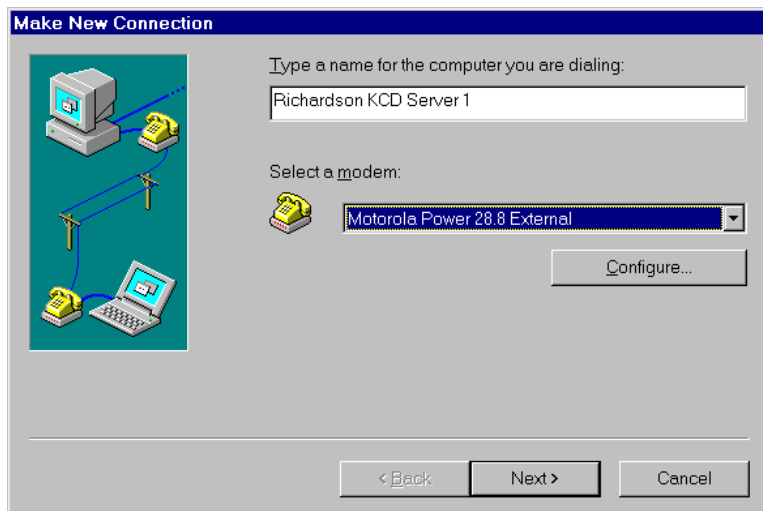 Make New Connection
Type a name for the computer you are dialing:
Richardson KCD Server 1
Select a modem:
Motorola Power 28.8 External
Configure...
< Back
Next >
Cancel